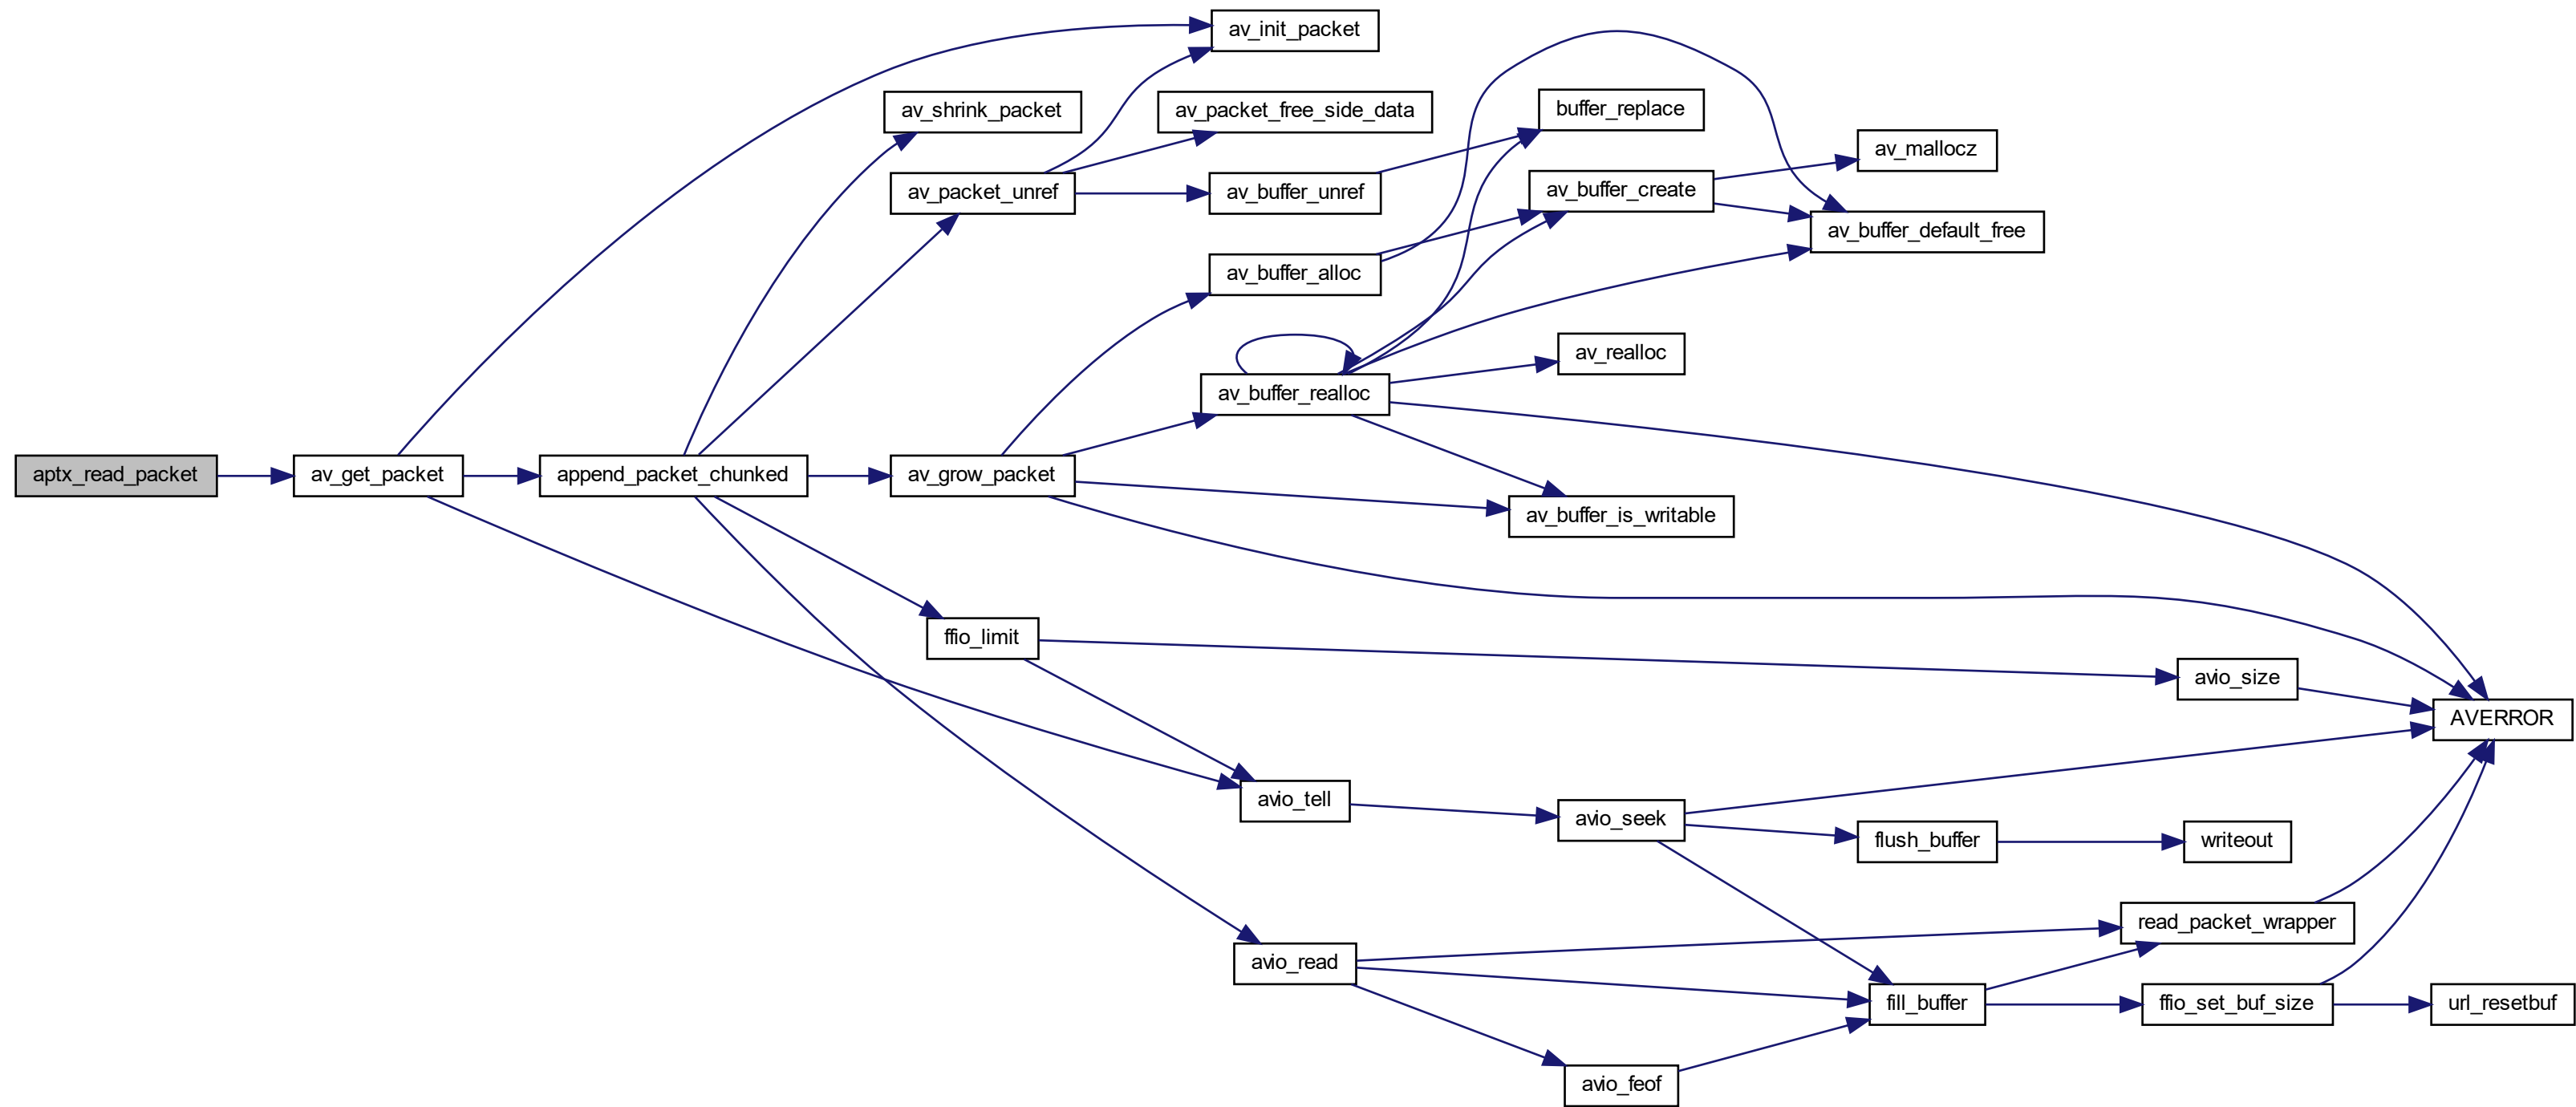 av_init_packet
av_shrink_packet
av_packet_free_side_data
buffer_replace
av_mallocz
av_packet_unref
av_buffer_unref
av_buffer_create
av_buffer_default_free
av_buffer_alloc
av_realloc
av_buffer_realloc
aptx_read_packet
av_get_packet
append_packet_chunked
av_grow_packet
av_buffer_is_writable
ffio_limit
avio_size
AVERROR
avio_tell
avio_seek
flush_buffer
writeout
read_packet_wrapper
avio_read
fill_buffer
ffio_set_buf_size
url_resetbuf
avio_feof